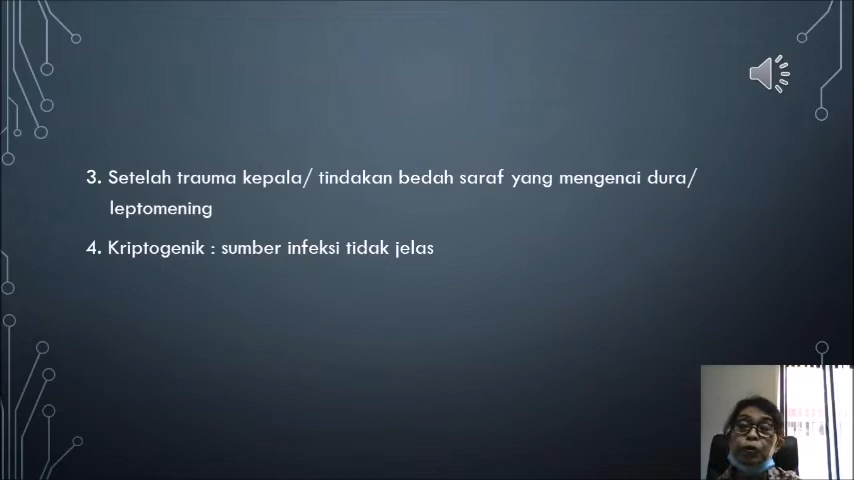 3. Setelah trauma kepala/ tindakan bedah saraf yang mengenai dura/
leptomening
4. Kriptogenik : sumber infeksi tidak jelas